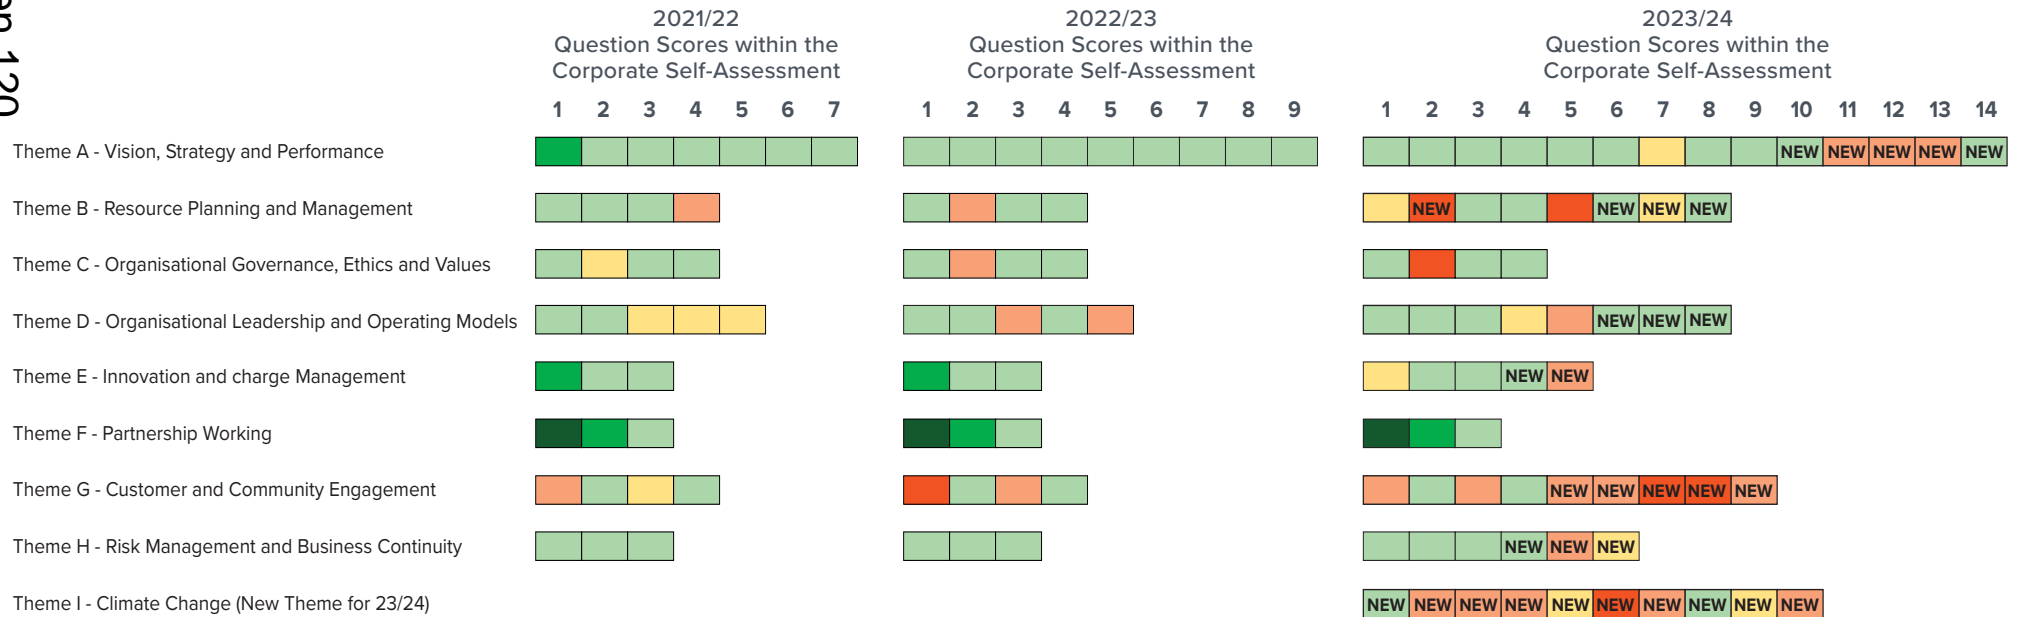 2021/22
Question Scores within the
Corporate Self-Assessment
2022/23
Question Scores within the
Corporate Self-Assessment
2023/24
Question Scores within the
Corporate Self-Assessment
1 2 3 4 5 6 7
1 2 3 4 5 6 7 8 9
1 2 3 4 5 6 7 8 9 10 11 12 13 14
Theme A - Vision, Strategy and Performance
NEW NEW NEW NEW NEW
Theme B - Resource Planning and Management
NEW NEW NEW NEW
Theme C - Organisational Governance, Ethics and Values
Theme D - Organisational Leadership and Operating Models
NEW NEW NEW
Theme E - Innovation and charge Management
NEW NEW
Theme F - Partnership Working
Theme G - Customer and Community Engagement
NEW NEW NEW NEW NEW
Theme H - Risk Management and Business Continuity
NEW NEW NEW
Theme I - Climate Change (New Theme for 23/24)
NEW NEW NEW NEW NEW NEW NEW NEW NEW NEW
120